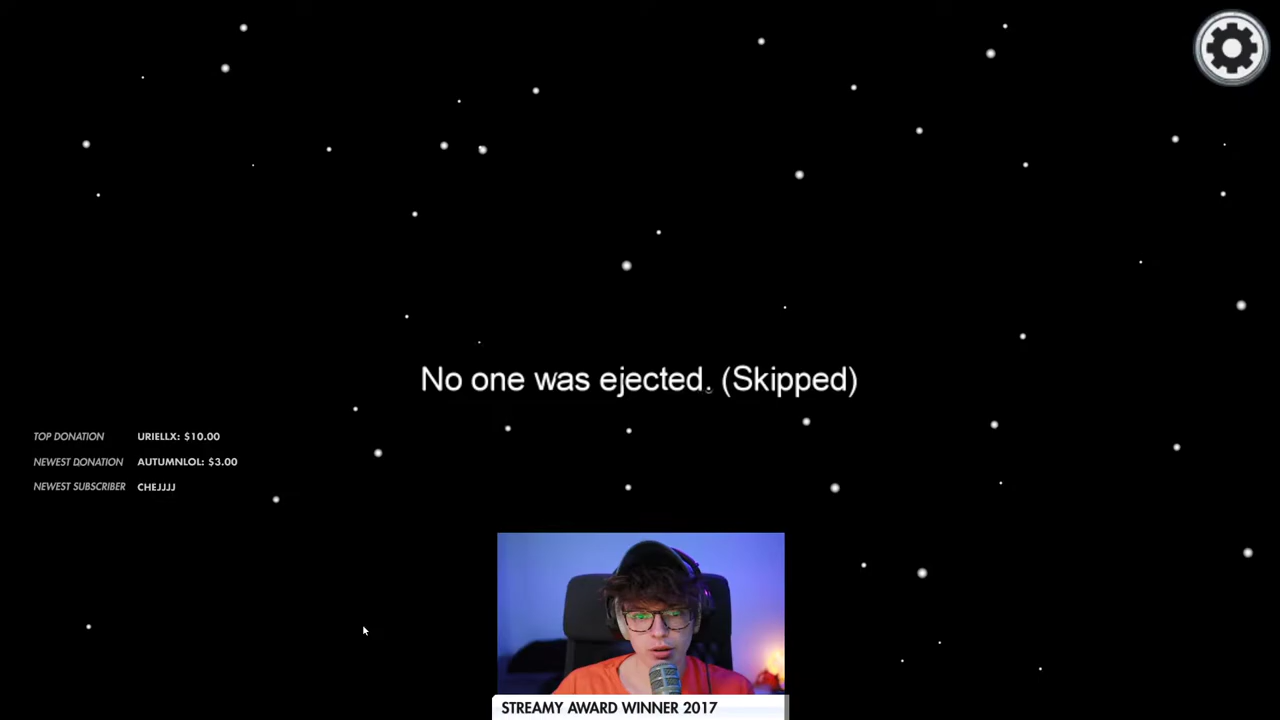 No one was ejected. (Skipped)
TOP DONATION URIELLX: $10.00
NEWEST DONATION AUTUMNLOL: $3.00
NEWEST SUBSCRIBER CHEJJJJ
STREAMY AWARD WINNER 2017